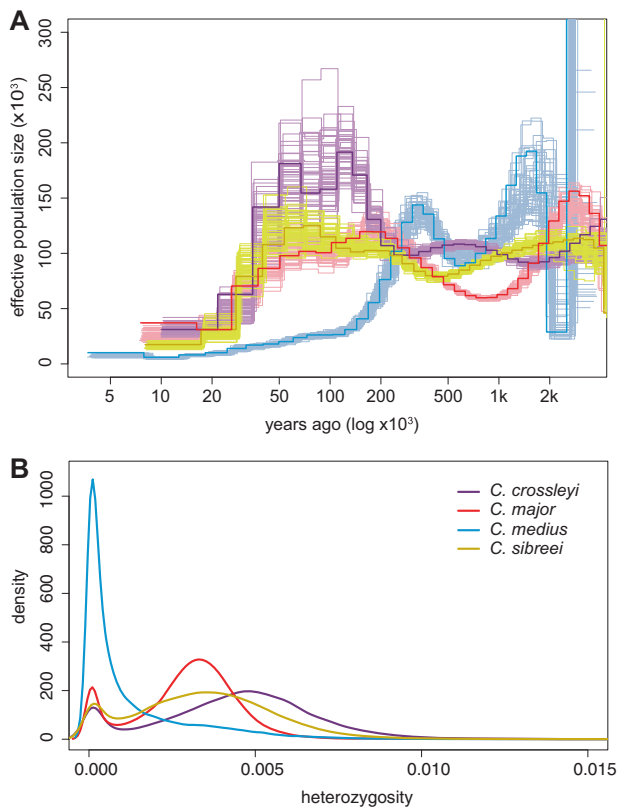 A
effective population size (x10³)
0 50 100 150 200 250 300
5 10 20 50 100 200 500 1k 2k
years ago (log x10³)
B
density
0 200 400 600 800 1000
C. crossleyi
C. major
C. medius
C. sibreei
0.000 0.005 0.010 0.015
heterozygosity